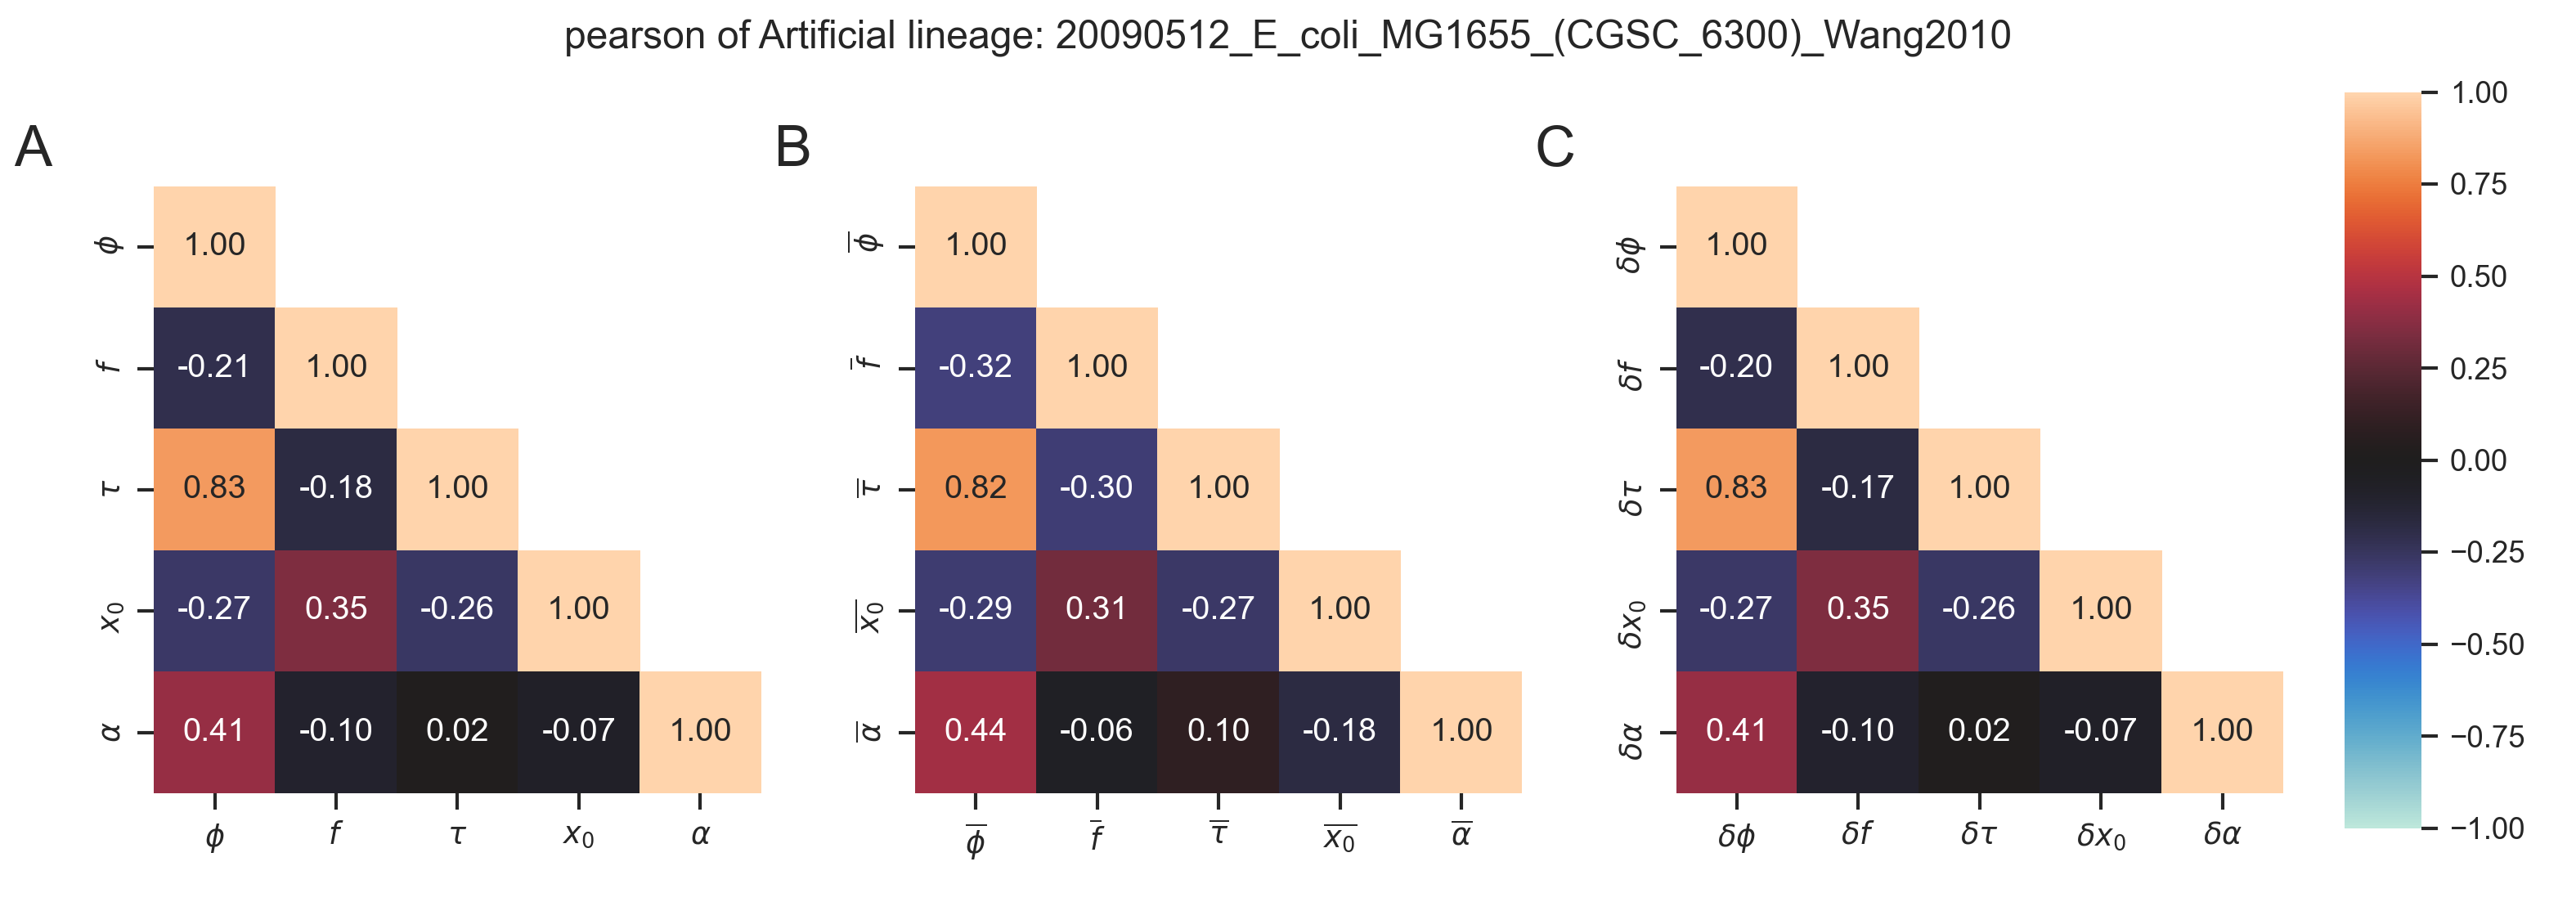 pearson of Artificial lineage: 20090512_E_coli_MG1655_(CGSC_6300)_Wang2010
A
ϕ 1.00
f -0.21 1.00
τ 0.83 -0.18 1.00
x₀ -0.27 0.35 -0.26 1.00
α 0.41 -0.10 0.02 -0.07 1.00
ϕ f τ x₀ α
B
ϕ̅ 1.00
f̅ -0.32 1.00
τ̅ 0.82 -0.30 1.00
x̅₀̅ -0.29 0.31 -0.27 1.00
α̅ 0.44 -0.06 0.10 -0.18 1.00
ϕ̅ f̅ τ̅ x̅₀̅ α̅
C
δϕ 1.00
δf -0.20 1.00
δτ 0.83 -0.17 1.00
δx₀ -0.27 0.35 -0.26 1.00
δα 0.41 -0.10 0.02 -0.07 1.00
δϕ δf δτ δx₀ δα
1.00
0.75
0.50
0.25
0.00
−0.25
−0.50
−0.75
−1.00